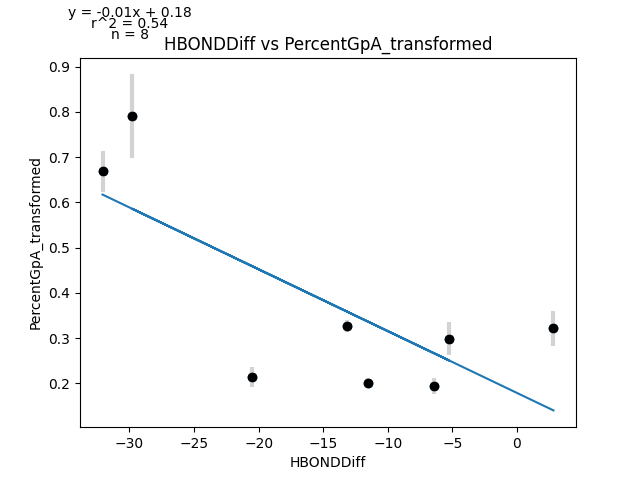 y = -0.01x + 0.18
r^2 = 0.54
n = 8
HBONDDiff vs PercentGpA_transformed
PercentGpA_transformed
0.9
0.8
0.7
0.6
0.5
0.4
0.3
0.2
−30
−25
−20
−15
−10
−5
0
HBONDDiff